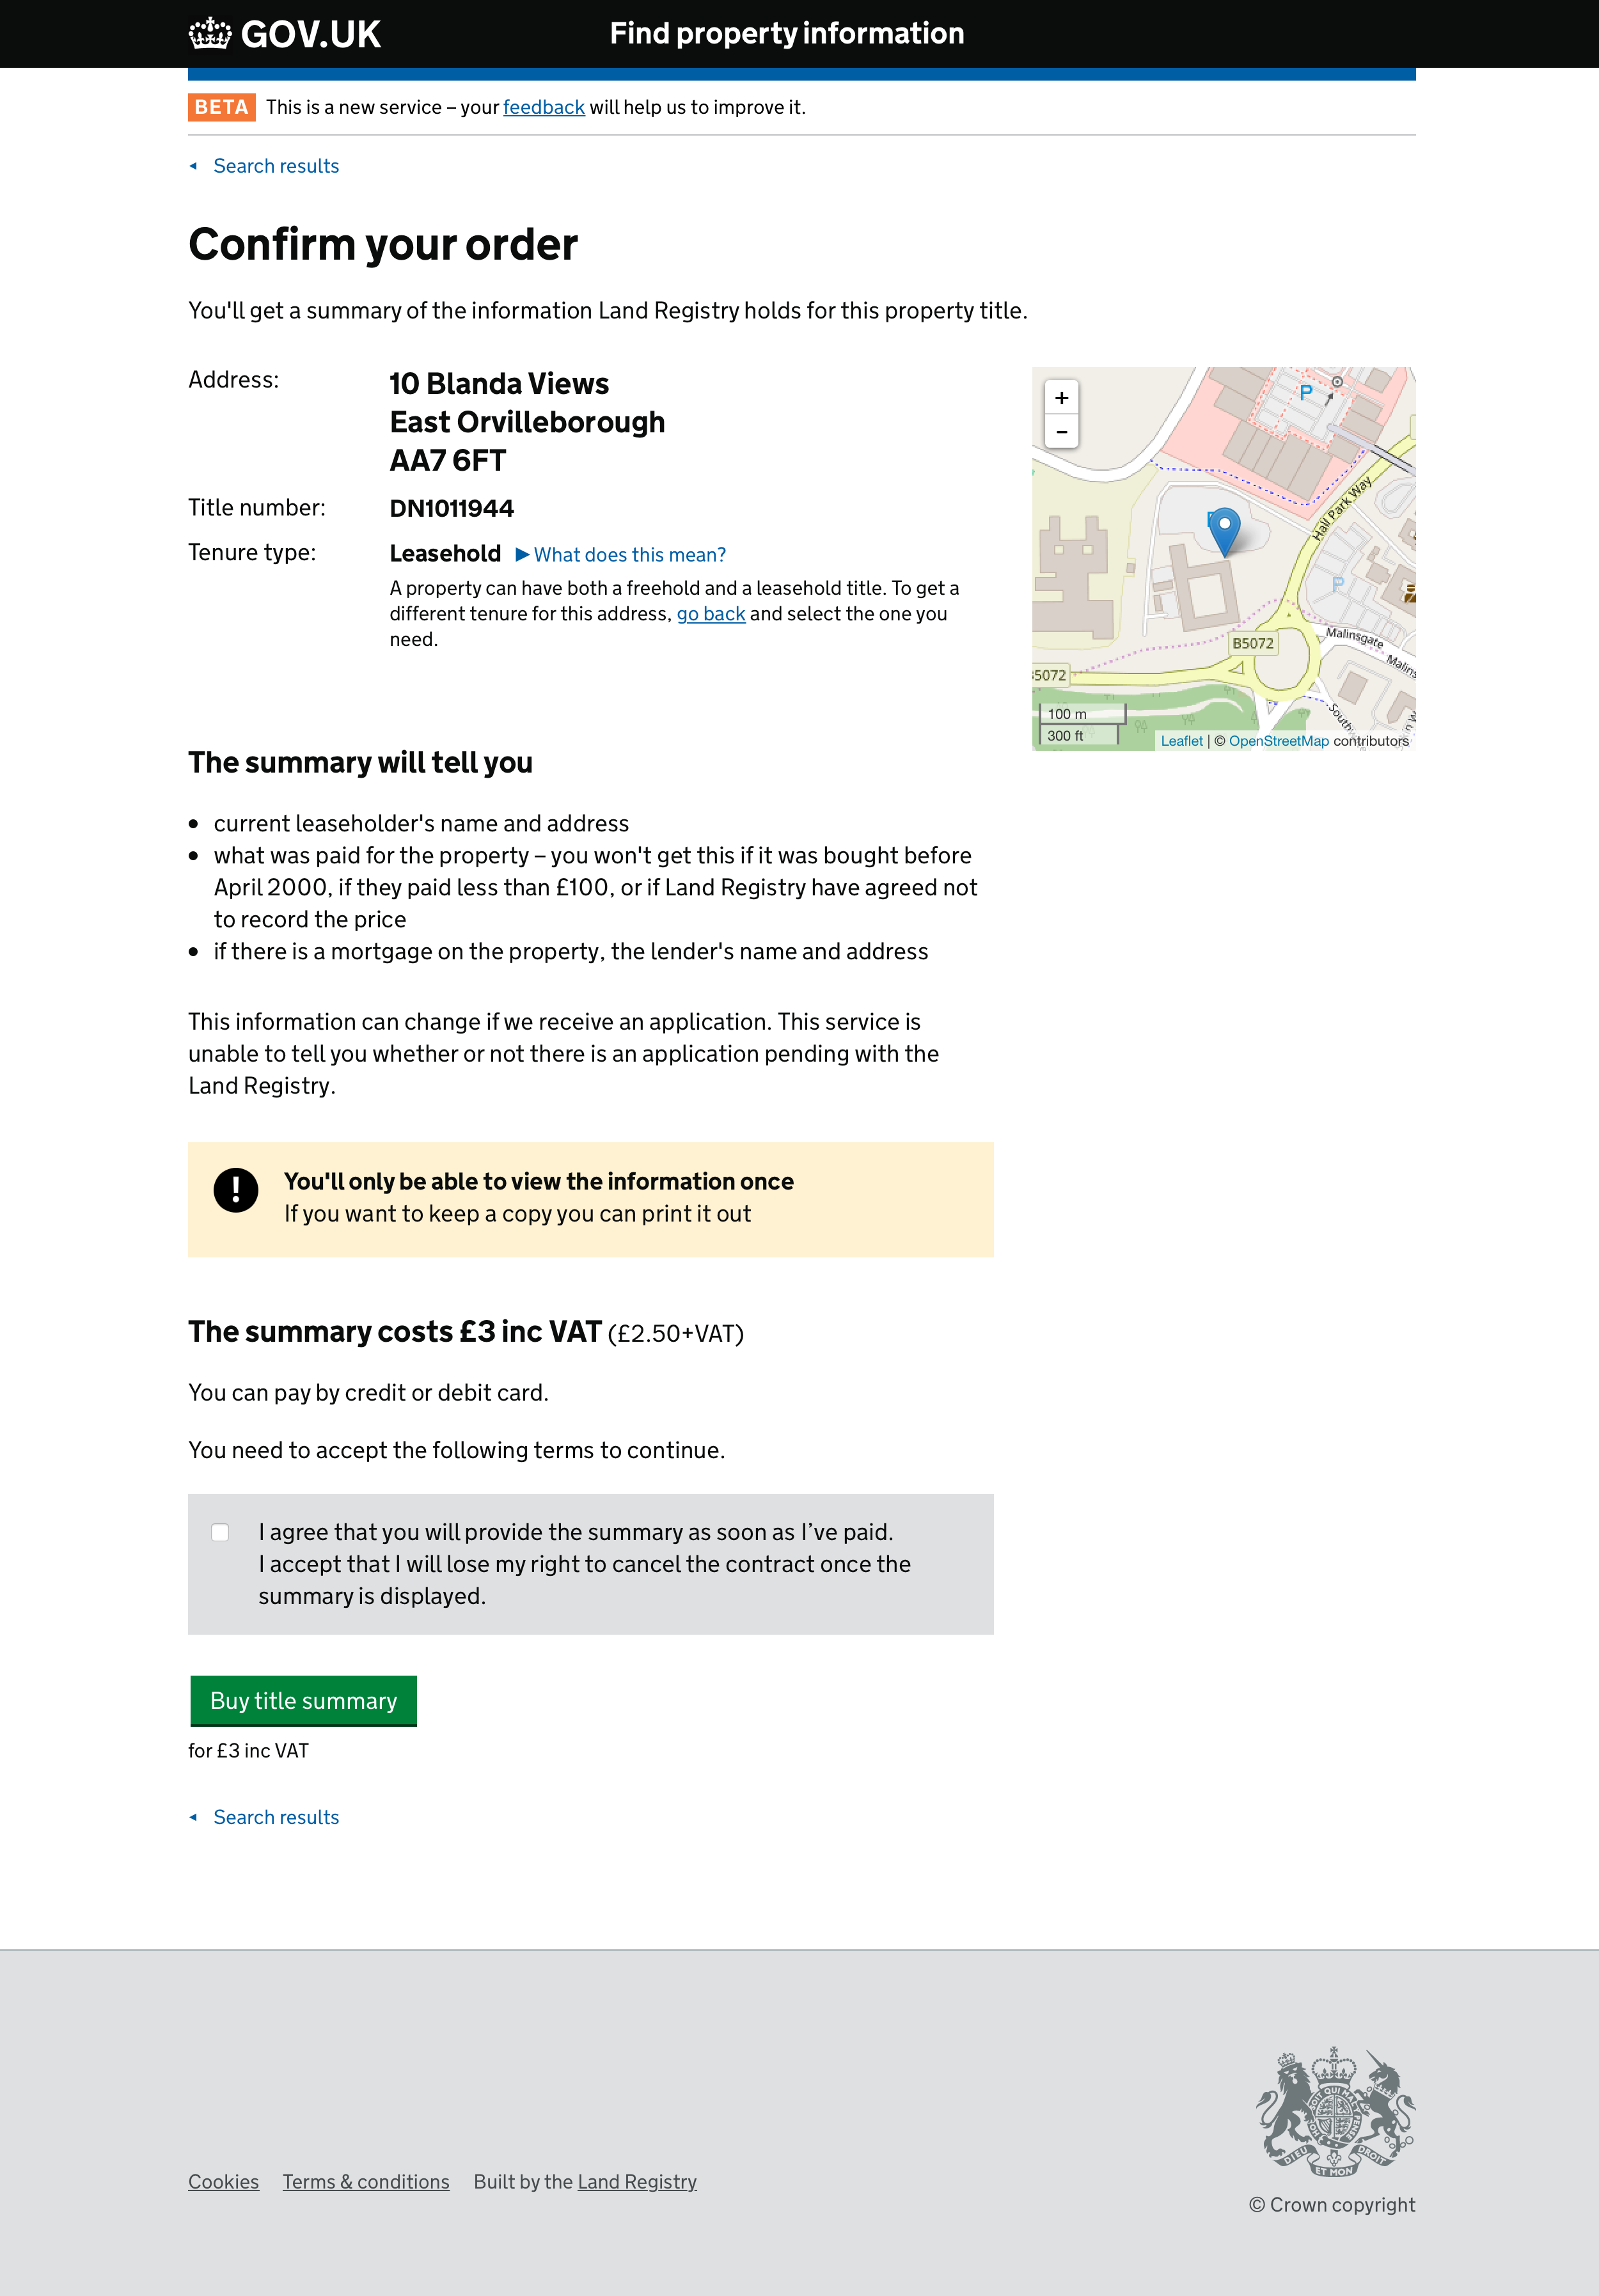 GOV.UK
Find property information
BETA This is a new service – your feedback will help us to improve it.
Search results
Confirm your order
You'll get a summary of the information Land Registry holds for this property title.
Address:
10 Blanda Views
East Orvilleborough
AA7 6FT
Title number:
DN1011944
Tenure type:
Leasehold ▶ What does this mean?
A property can have both a freehold and a leasehold title. To get a
different tenure for this address, go back and select the one you
need.
+
−
P
Hall Park Way
P
B5072
Malinsgate
5072
100 m
300 ft
Leaflet | © OpenStreetMap contributors
The summary will tell you
• current leaseholder's name and address
• what was paid for the property – you won't get this if it was bought before
April 2000, if they paid less than £100, or if Land Registry have agreed not
to record the price
• if there is a mortgage on the property, the lender's name and address
This information can change if we receive an application. This service is
unable to tell you whether or not there is an application pending with the
Land Registry.
! You'll only be able to view the information once
If you want to keep a copy you can print it out
The summary costs £3 inc VAT (£2.50+VAT)
You can pay by credit or debit card.
You need to accept the following terms to continue.
I agree that you will provide the summary as soon as I’ve paid.
I accept that I will lose my right to cancel the contract once the
summary is displayed.
Buy title summary
for £3 inc VAT
Search results
DIEU ET MON DROIT
Cookies Terms & conditions Built by the Land Registry
© Crown copyright